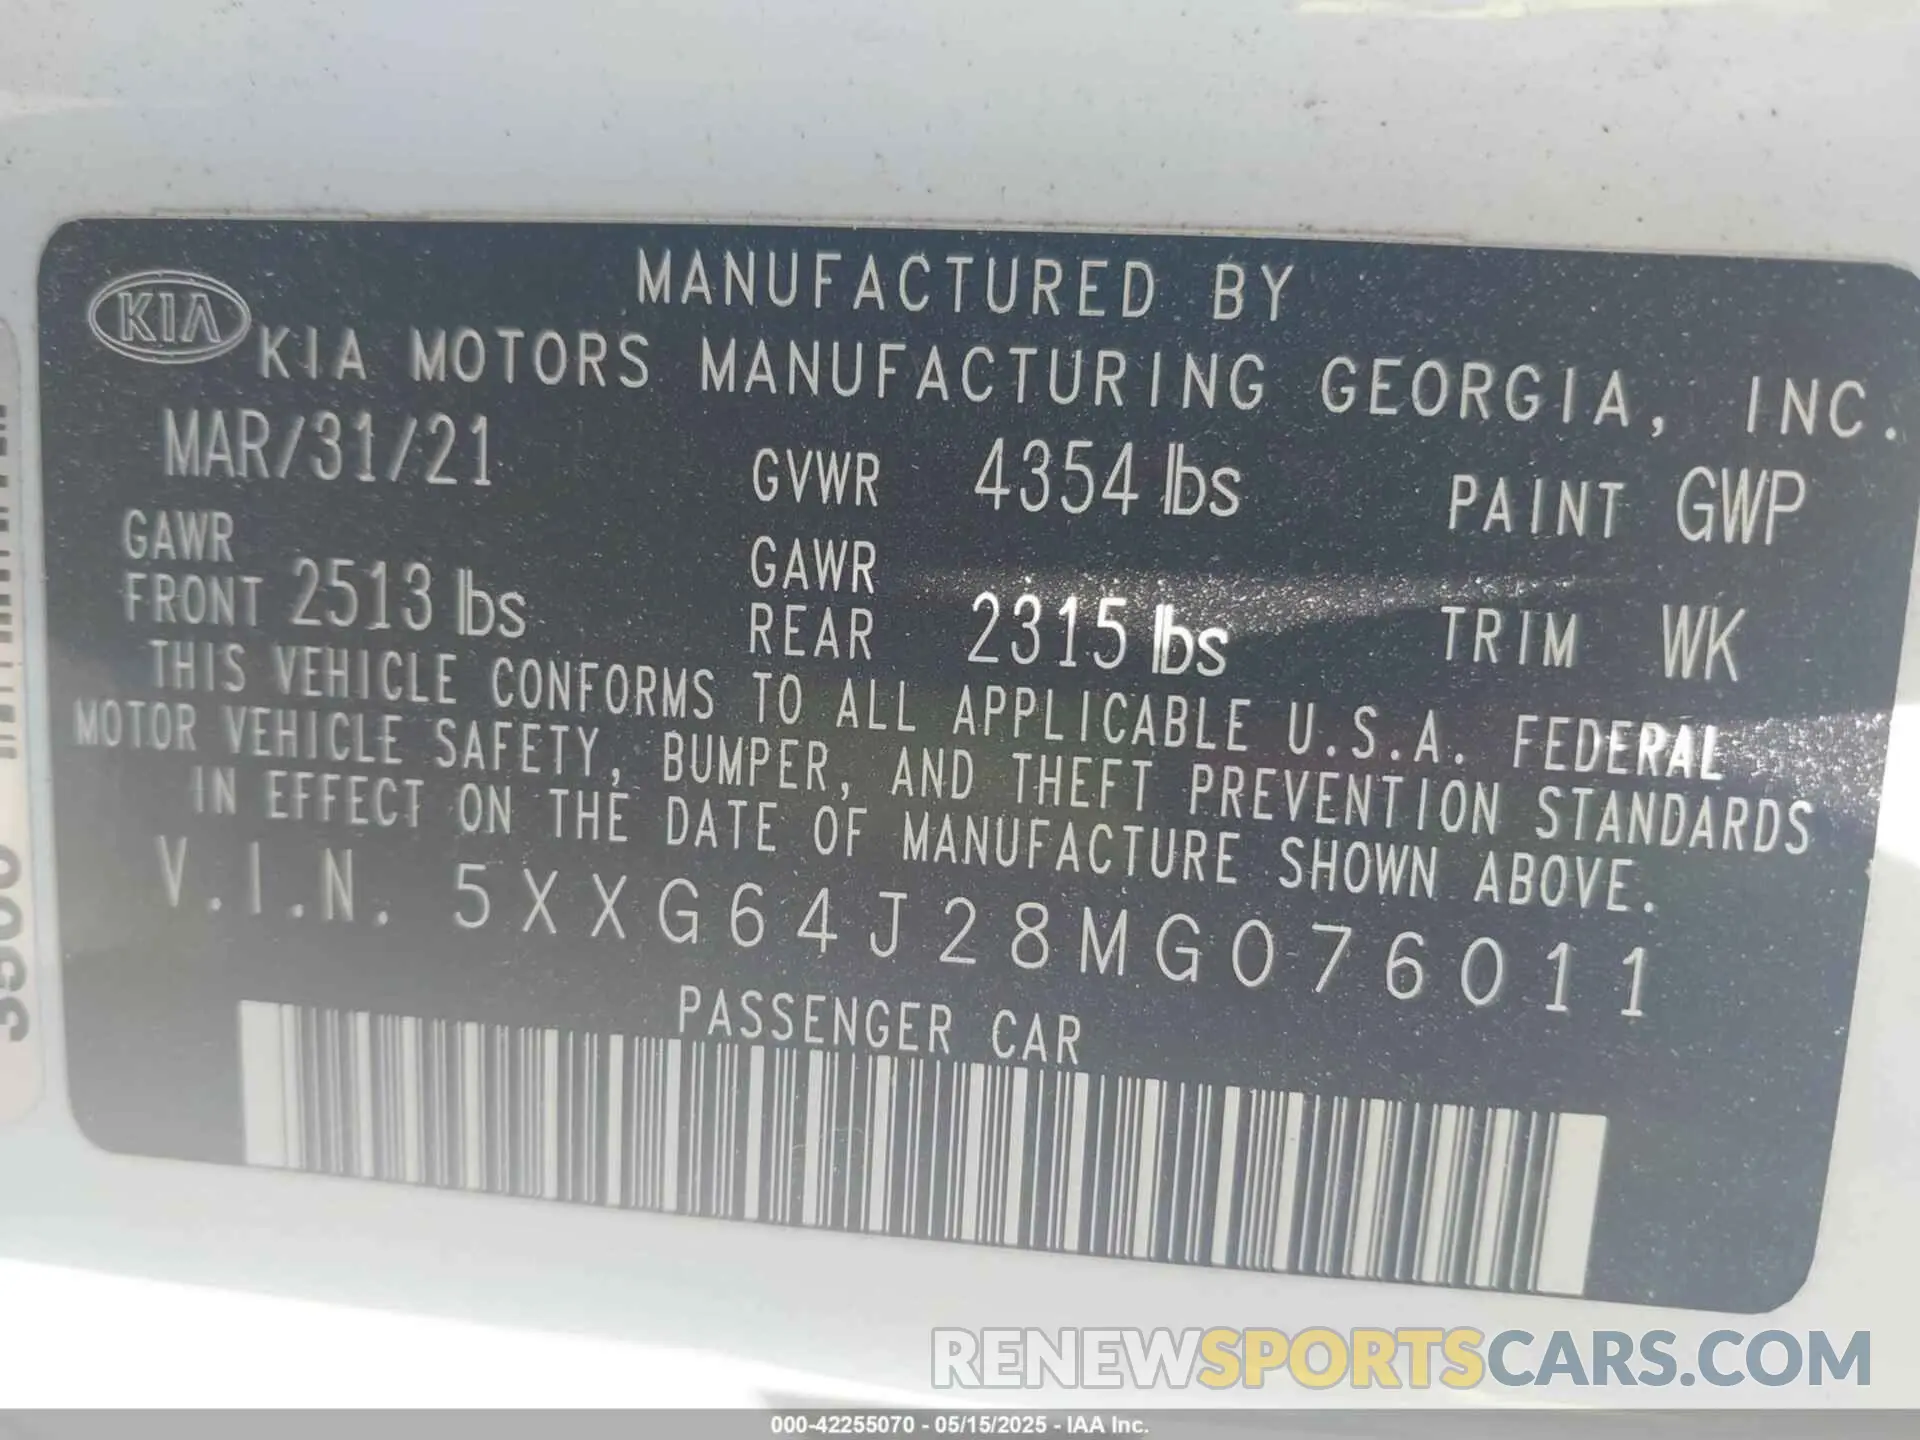 MANUFACTURED BY
KIA KIA MOTORS MANUFACTURING GEORGIA, INC.
MAR/31/21 GVWR 4354 lbs PAINT GWP
GAWR FRONT 2513 lbs GAWR REAR 2315 lbs TRIM WK
THIS VEHICLE CONFORMS TO ALL APPLICABLE U.S.A. FEDERAL
MOTOR VEHICLE SAFETY, BUMPER, AND THEFT PREVENTION STANDARDS
IN EFFECT ON THE DATE OF MANUFACTURE SHOWN ABOVE.
V.I.N. 5XXG64J28MG076011
PASSENGER CAR
RENEWSPORTSCARS.COM
000-42255070 - 05/15/2025 - IAA Inc.